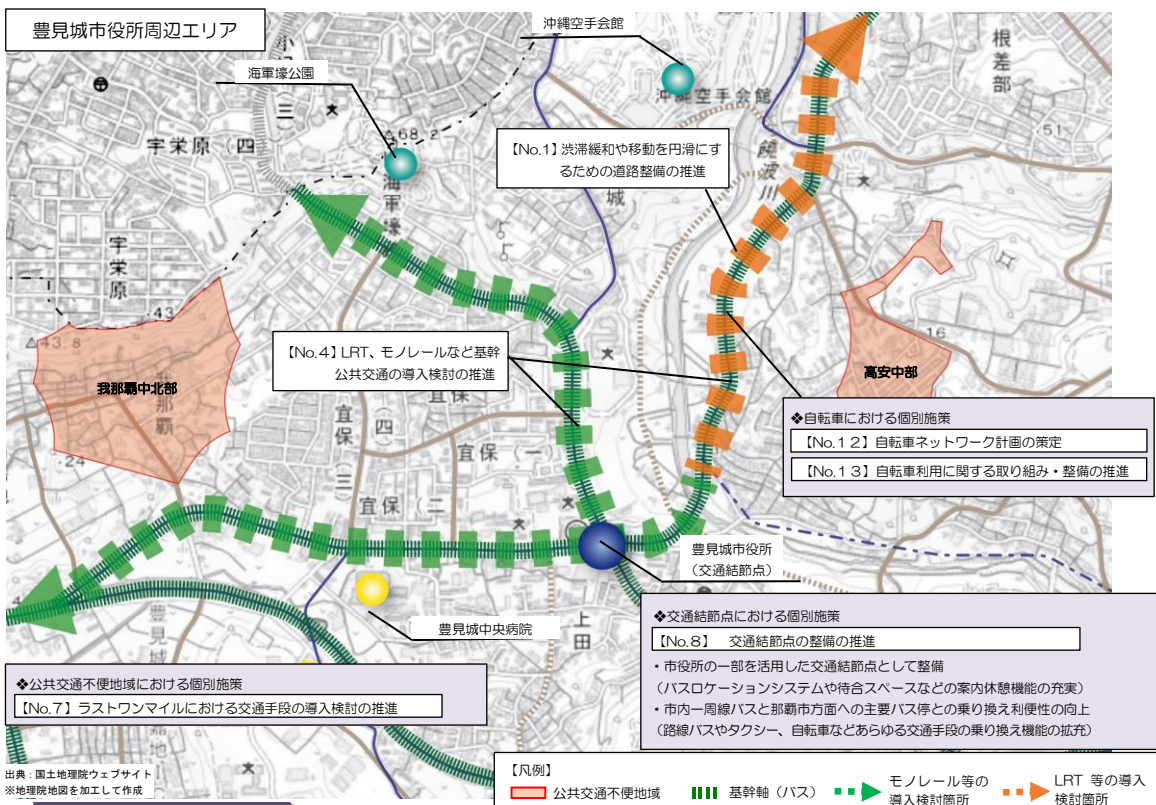 豊見城市役所周辺エリア
沖縄空手会館
海軍壕公園
沖縄空手会館
根差部
51
三
68.2
宇栄原（四
海軍壕
城
饒波川
【No.1】渋滞緩和や移動を円滑にす
るための道路整備の推進
宇栄原
43
43.8
16
我那覇中北部
高安中部
【No.4】LRT、モノレールなど基幹
公共交通の導入検討の推進
24
宜保（三
（四
宜保（一）
宜保（二
❖自転車における個別施策
【No.１２】自転車ネットワーク計画の策定
【No.１３】自転車利用に関する取り組み・整備の推進
豊見城市役所
（交通結節点）
上田
豊見城中央病院
豊見城
❖交通結節点における個別施策
【No.8】　交通結節点の整備の推進
・市役所の一部を活用した交通結節点として整備
（バスロケーションシステムや待合スペースなどの案内休憩機能の充実）
・市内一周線バスと那覇市方面への主要バス停との乗り換え利便性の向上
（路線バスやタクシー、自転車などあらゆる交通手段の乗り換え機能の拡充）
❖公共交通不便地域における個別施策
【No.7】ラストワンマイルにおける交通手段の導入検討の推進
出典：国土地理院ウェブサイト
※地理院地図を加工して作成
【凡例】
公共交通不便地域
基幹軸（バス）
モノレール等の
導入検討箇所
LRT 等の導入
検討箇所